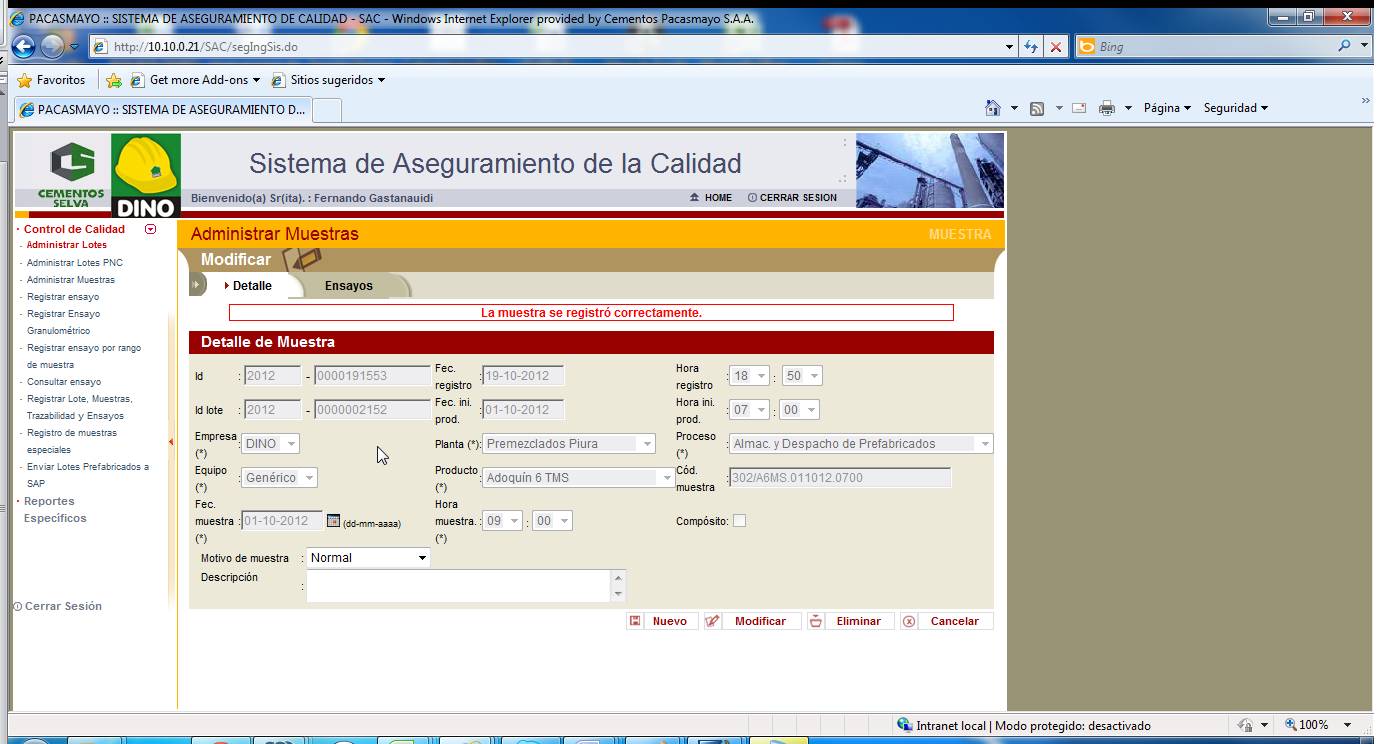 PACASMAYO :: SISTEMA DE ASEGURAMIENTO DE CALIDAD - SAC - Windows Internet Explorer provided by Cementos Pacasmayo S.A.A.
http://10.10.0.21/SAC/segIngSis.do
Bing
Favoritos
Get more Add-ons
Sitios sugeridos
PACASMAYO :: SISTEMA DE ASEGURAMIENTO D...
Página
Seguridad
»
CEMENTOS
SELVA
DINO
Sistema de Aseguramiento de la Calidad
Bienvenido(a) Sr(ita). : Fernando Gastanauidi
HOME
CERRAR SESION
Control de Calidad
- Administrar Lotes
- Administrar Lotes PNC
- Administrar Muestras
- Registrar ensayo
- Registrar Ensayo
Granulométrico
- Registrar ensayo por rango
de muestra
- Consultar ensayo
- Registrar Lote, Muestras,
Trazabilidad y Ensayos
- Registro de muestras
especiales
- Enviar Lotes Prefabricados a
SAP
Reportes
Específicos
Cerrar Sesión
Administrar Muestras
MUESTRA
Modificar
Detalle
Ensayos
La muestra se registró correctamente.
Detalle de Muestra
Id : 2012 - 0000191553
Fec. registro : 19-10-2012
Hora registro : 18 : 50
Id lote : 2012 - 0000002152
Fec. ini. prod. : 01-10-2012
Hora ini. prod. : 07 : 00
Empresa (*) : DINO
Planta (*): Premezclados Piura
Proceso (*) : Almac. y Despacho de Prefabricados
Equipo (*) : Genérico
Producto (*) : Adoquín 6 TMS
Cód. muestra : 302/A6MS.011012.0700
Fec. muestra (*) : 01-10-2012 (dd-mm-aaaa)
Hora muestra. (*) : 09 : 00
Compósito:
Motivo de muestra : Normal
Descripción :
Nuevo
Modificar
Eliminar
Cancelar
Intranet local | Modo protegido: desactivado
100%